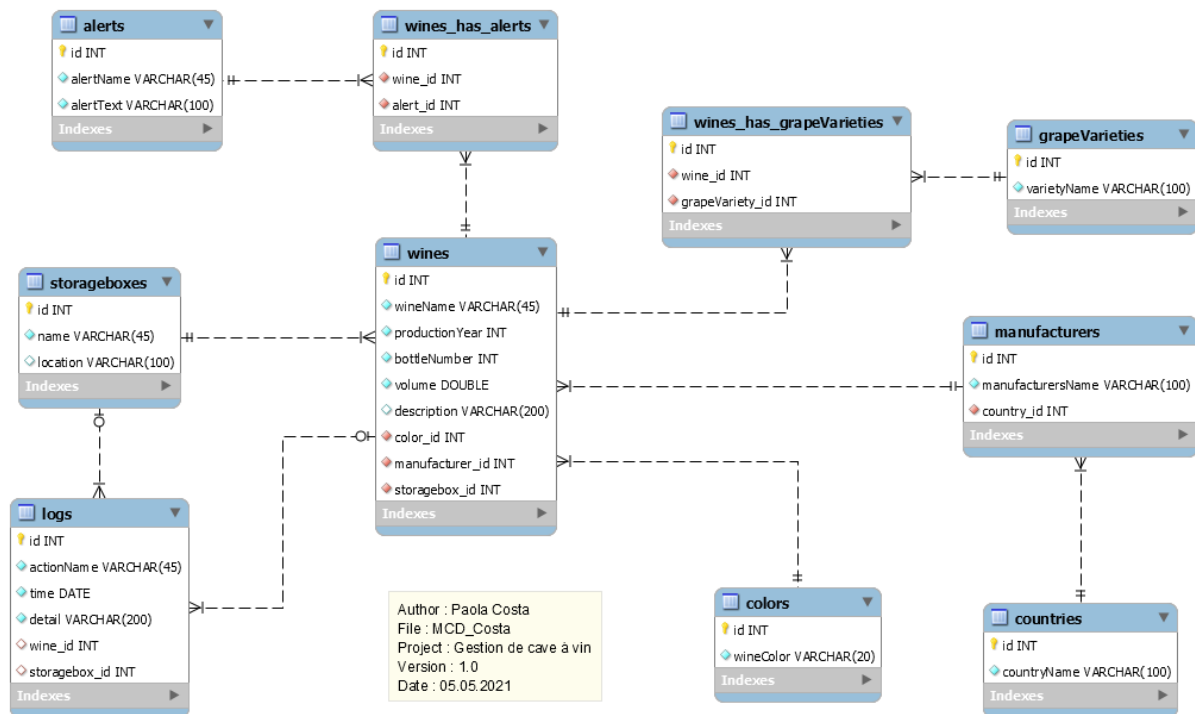 alerts
id INT
alertName VARCHAR(45)
alertText VARCHAR(100)
Indexes
wines_has_alerts
id INT
wine_id INT
alert_id INT
Indexes
wines_has_grapeVarieties
id INT
wine_id INT
grapeVariety_id INT
Indexes
grapeVarieties
id INT
varietyName VARCHAR(100)
Indexes
storageboxes
id INT
name VARCHAR(45)
location VARCHAR(100)
Indexes
wines
id INT
wineName VARCHAR(45)
productionYear INT
bottleNumber INT
volume DOUBLE
description VARCHAR(200)
color_id INT
manufacturer_id INT
storagebox_id INT
Indexes
manufacturers
id INT
manufacturersName VARCHAR(100)
country_id INT
Indexes
logs
id INT
actionName VARCHAR(45)
time DATE
detail VARCHAR(200)
wine_id INT
storagebox_id INT
Indexes
Author : Paola Costa
File : MCD_Costa
Project : Gestion de cave à vin
Version : 1.0
Date : 05.05.2021
colors
id INT
wineColor VARCHAR(20)
Indexes
countries
id INT
countryName VARCHAR(100)
Indexes